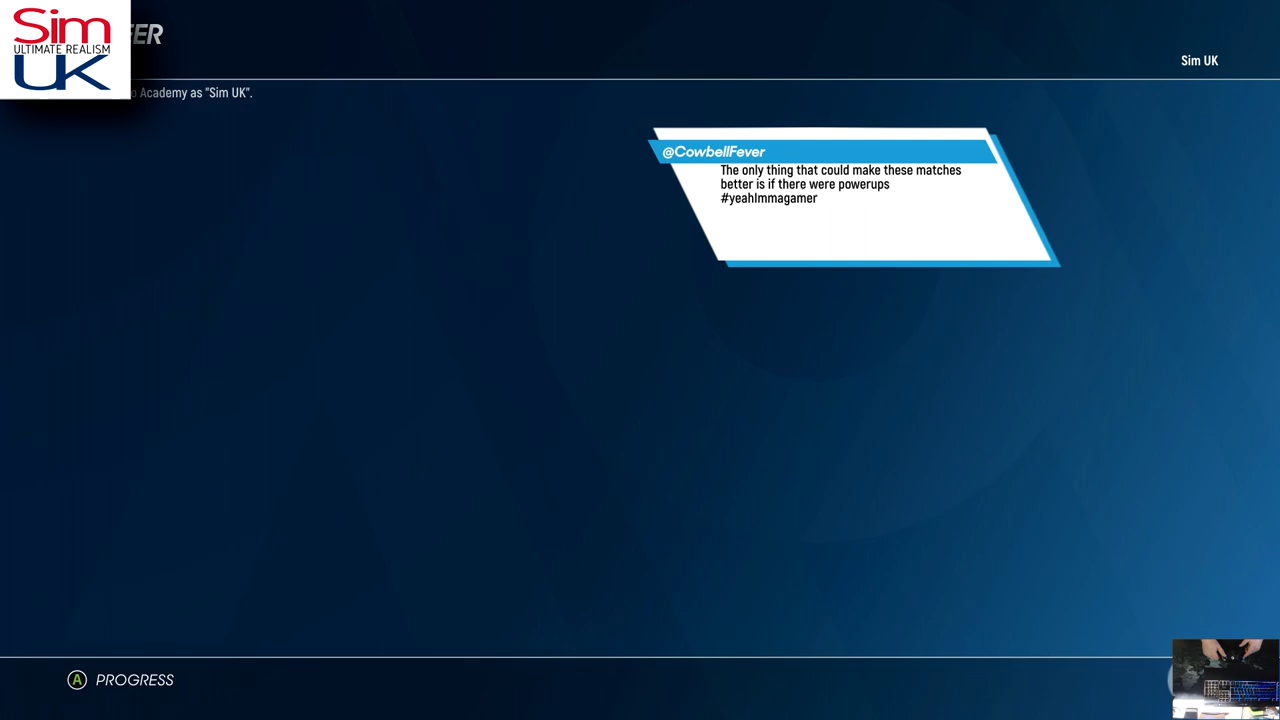 Sim
ULTIMATE REALISM
UK
FER
Sim UK
Academy as "Sim UK".
@CowbellFever
The only thing that could make these matches
better is if there were powerups
#yeahImmagamer
A PROGRESS